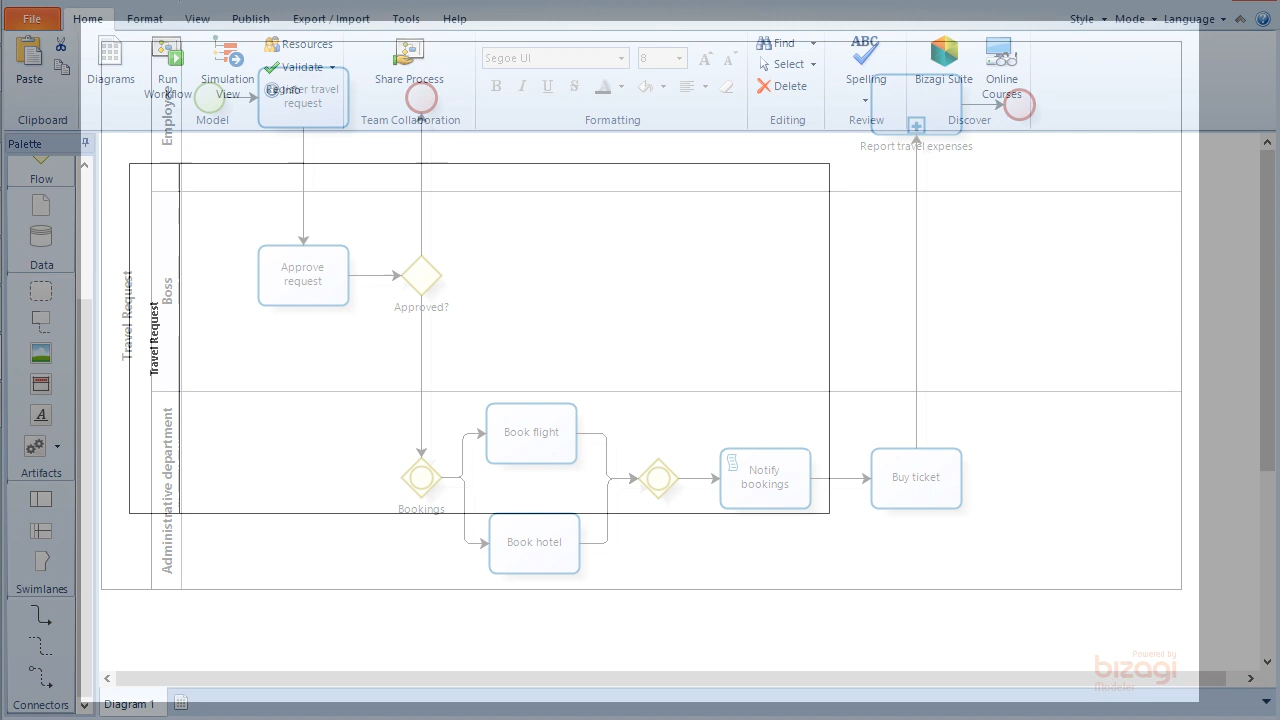 File Home Format View Publish Export / Import Tools Help Style Mode Language
Paste
Diagrams
Run
Workflow
Simulation
View
Resources
Validate
Info
Share Process
Segoe UI 8
B I U S A
Find
Select
Delete
ABC
Spelling
Bizagi Suite
Online
Courses
Clipboard Model Team Collaboration Formatting Editing Review Discover
Palette
Flow
Data
A
Artifacts
Swimlanes
Connectors
Travel Request
Travel Request
Employee
Boss
Administrative department
Register travel
request
Report travel expenses
Approve
request
Approved?
Book flight
Bookings
Notify
bookings
Buy ticket
Book hotel
Powered by
bizagi
Modeler
Diagram 1